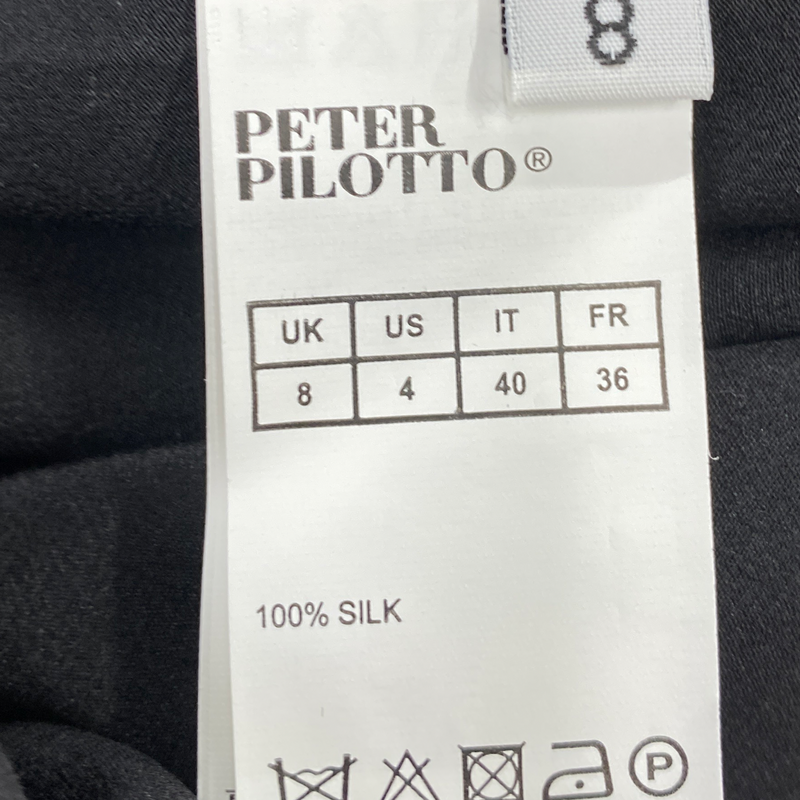 8
PETER
PILOTTO®
UK US IT FR
8 4 40 36
100% SILK
P